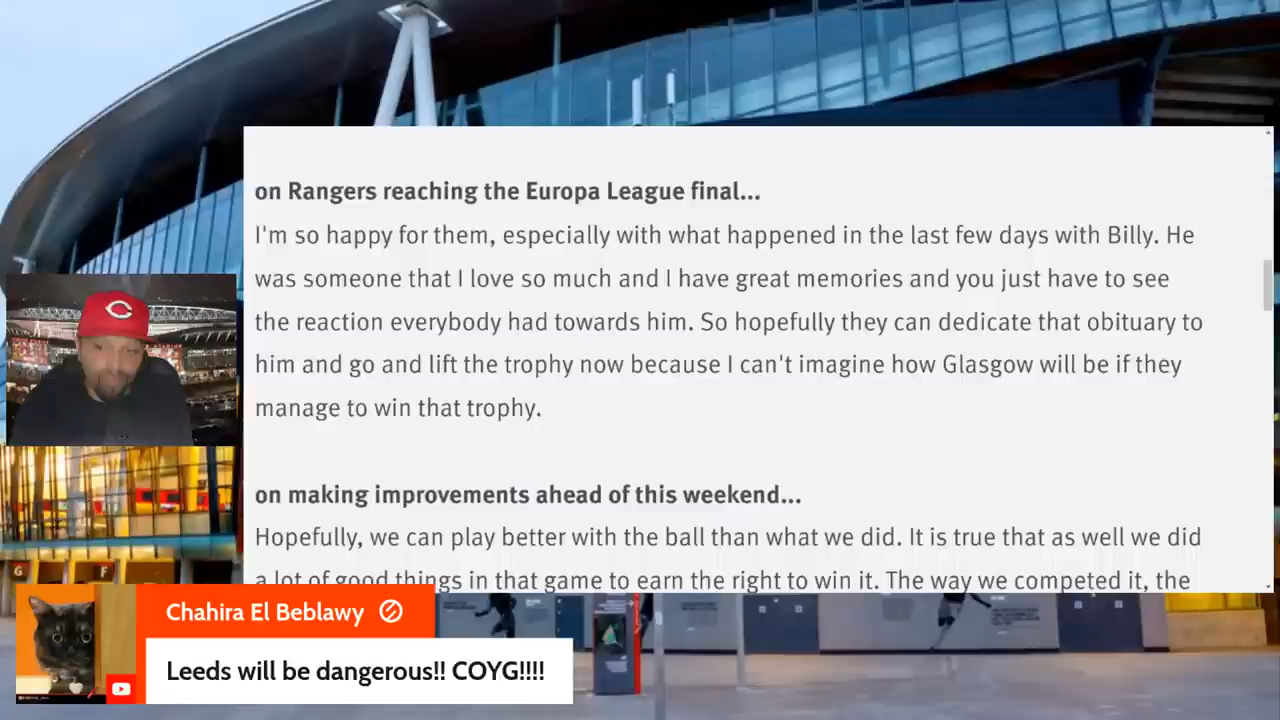 on Rangers reaching the Europa League final...
I'm so happy for them, especially with what happened in the last few days with Billy. He
was someone that I love so much and I have great memories and you just have to see
the reaction everybody had towards him. So hopefully they can dedicate that obituary to
him and go and lift the trophy now because I can't imagine how Glasgow will be if they
manage to win that trophy.
on making improvements ahead of this weekend...
Hopefully, we can play better with the ball than what we did. It is true that as well we did
a lot of good things in that game to earn the right to win it. The way we competed it, the
G F
Chahira El Beblawy
Leeds will be dangerous!! COYG!!!!